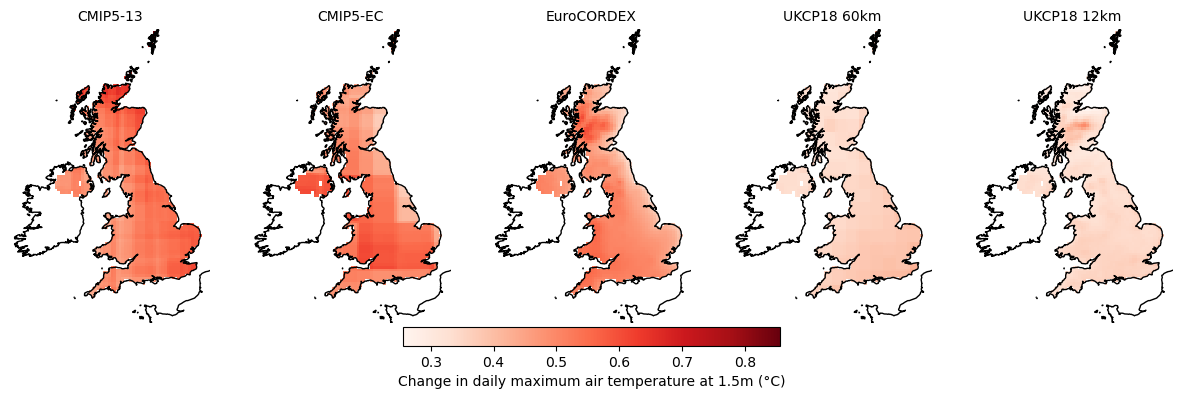 CMIP5-13 CMIP5-EC EuroCORDEX UKCP18 60km UKCP18 12km
0.3 0.4 0.5 0.6 0.7 0.8
Change in daily maximum air temperature at 1.5m (°C)